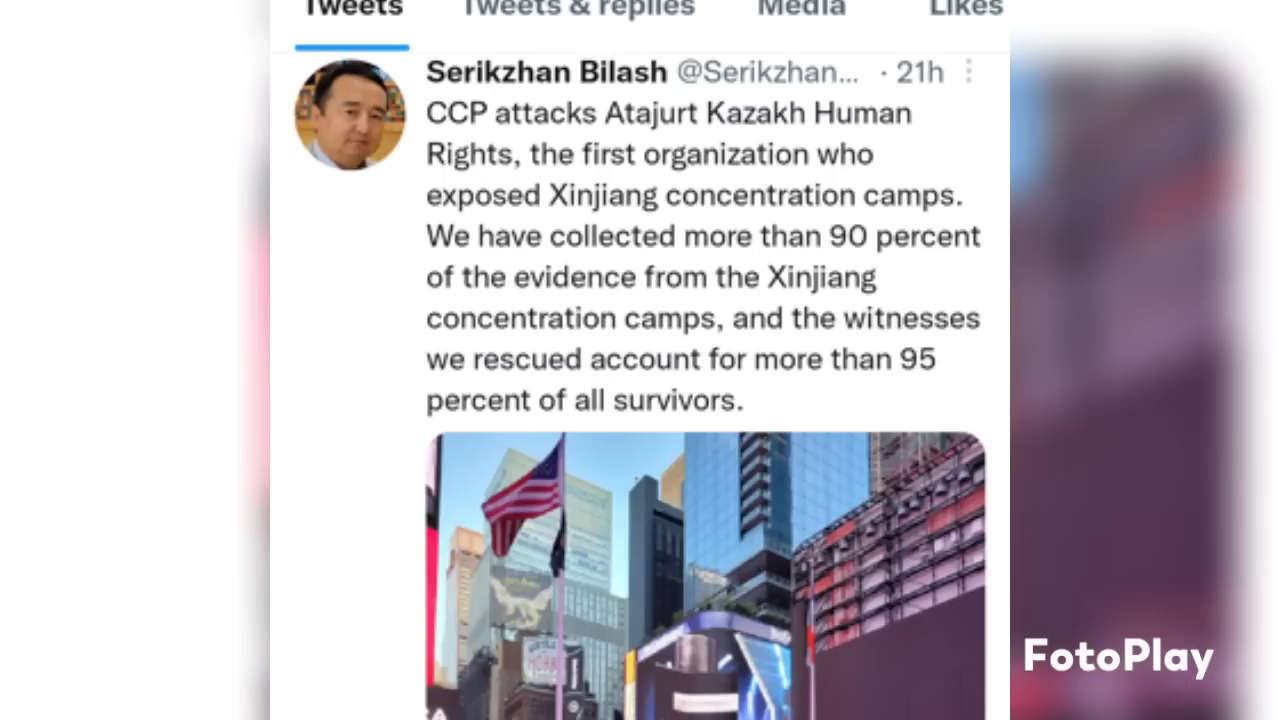 Tweets Tweets & replies Media Likes
Serikzhan Bilash @Serikzhan... · 21h
CCP attacks Atajurt Kazakh Human
Rights, the first organization who
exposed Xinjiang concentration camps.
We have collected more than 90 percent
of the evidence from the Xinjiang
concentration camps, and the witnesses
we rescued account for more than 95
percent of all survivors.
FotoPlay